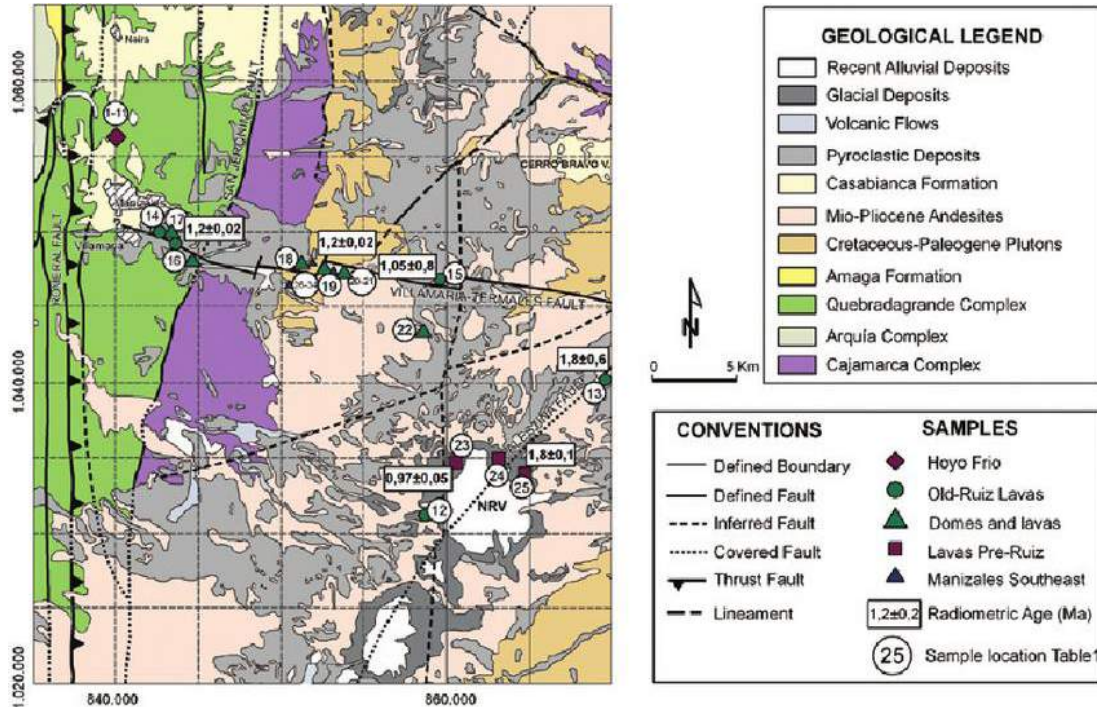 Neira
1.060.000
1-11
SAN JERONIMO FAULT
CERRO BRAVO V.
ROMERAL FAULT
Manizales
14
17
1,2±0,02
Villamaria
16
18
1,2±0,02
19
20-21
1,05±0,8
15
VILLAMARIA-TERMALES FAULT
22
1.040.000
1,8±0,6
13
23
1,8±0,1
24
25
0,97±0,05
12
NRV
1.020.000
840.000
860.000
N
0
5 Km
GEOLOGICAL LEGEND
Recent Alluvial Deposits
Glacial Deposits
Volcanic Flows
Pyroclastic Deposits
Casabianca Formation
Mio-Pliocene Andesites
Cretaceous-Paleogene Plutons
Amaga Formation
Quebradagrande Complex
Arquía Complex
Cajamarca Complex
CONVENTIONS
Defined Boundary
Defined Fault
Inferred Fault
Covered Fault
Thrust Fault
Lineament
SAMPLES
Hoyo Frio
Old-Ruiz Lavas
Domes and lavas
Lavas Pre-Ruiz
Manizales Southeast
1,2±0,2 Radiometric Age (Ma)
25 Sample location Table1